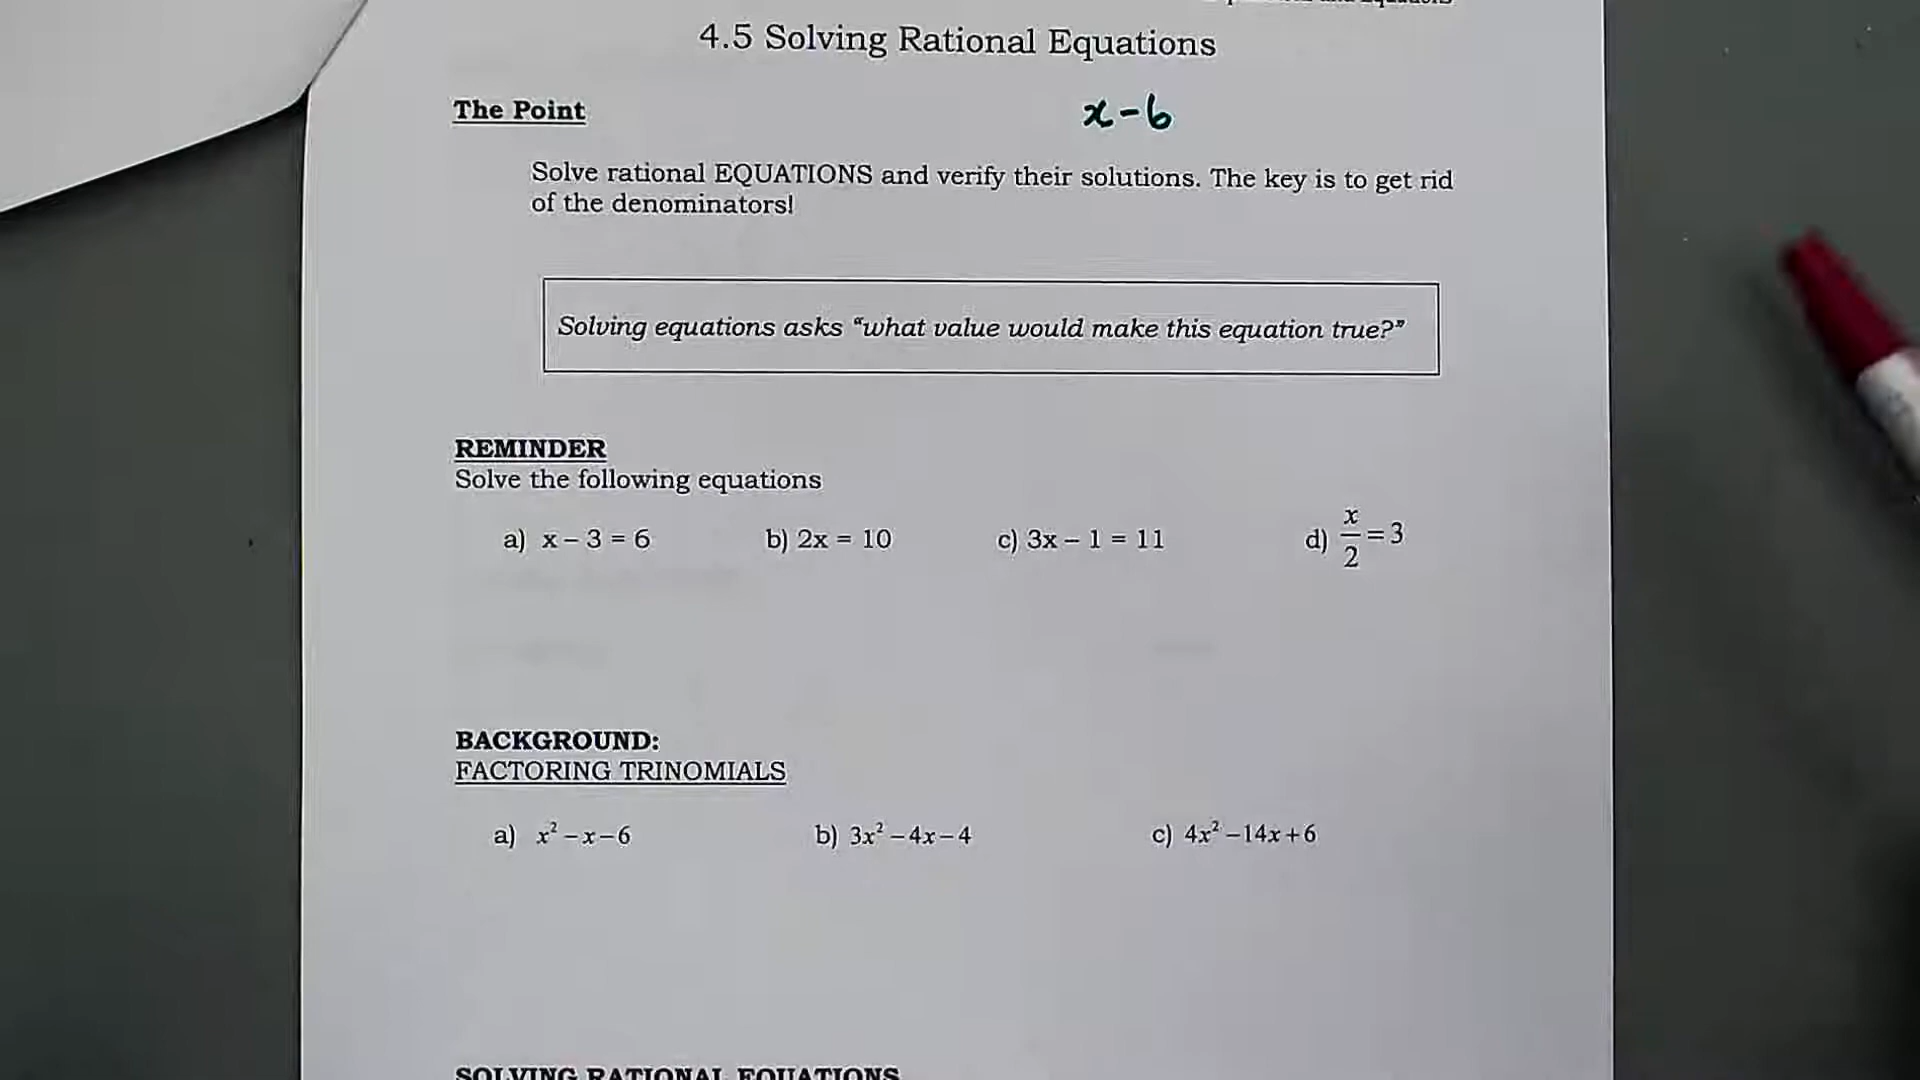 4.5 Solving Rational Equations
The Point
x-6
Solve rational EQUATIONS and verify their solutions. The key is to get rid
of the denominators!
Solving equations asks “what value would make this equation true?”
REMINDER
Solve the following equations
a) x – 3 = 6 b) 2x = 10 c) 3x – 1 = 11 d) x/2 = 3
BACKGROUND:
FACTORING TRINOMIALS
a) x² – x – 6 b) 3x² – 4x – 4 c) 4x² – 14x + 6
SOLVING RATIONAL EQUATIONS